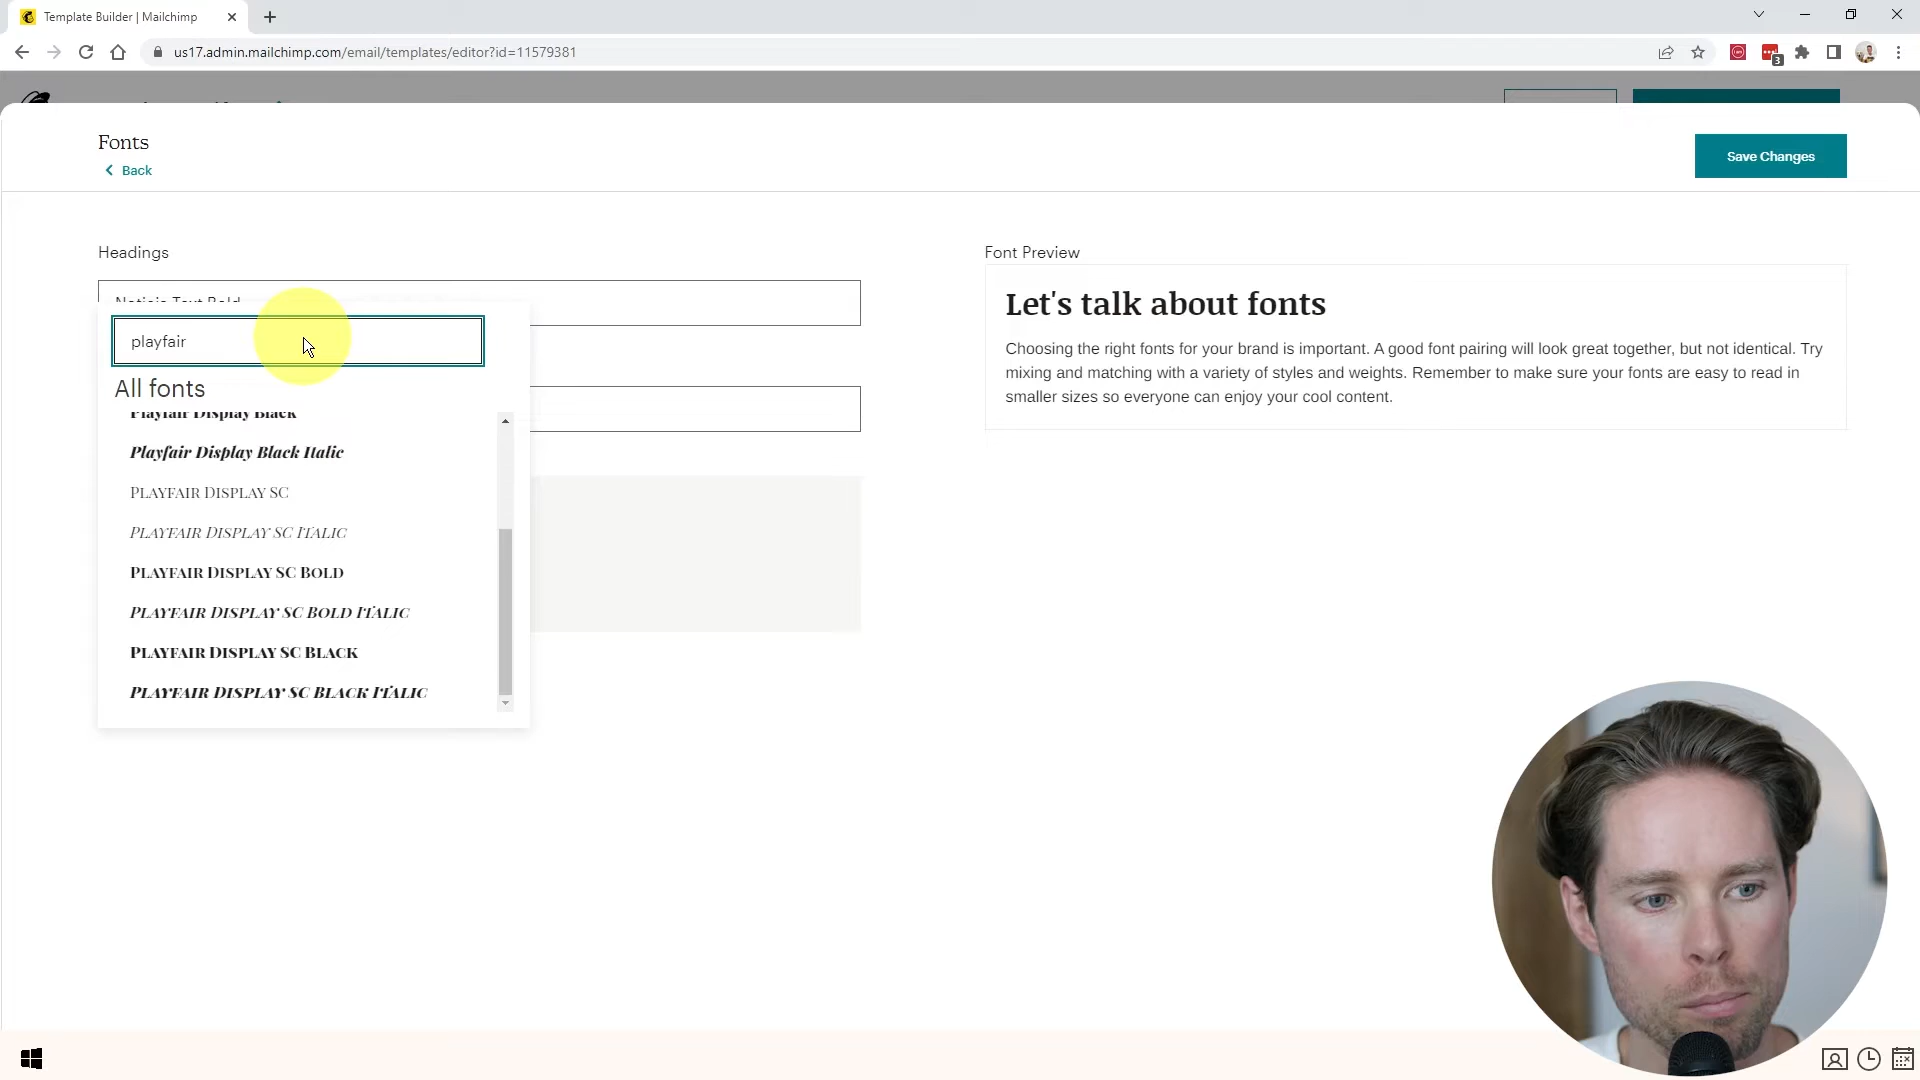 Template Builder | Mailchimp
us17.admin.mailchimp.com/email/templates/editor?id=11579381
3
Fonts
Back
Save Changes
Headings
Noticia Text Bold
playfair
All fonts
Playfair Display Black
Playfair Display Black Italic
Playfair Display SC
Playfair Display SC Italic
Playfair Display SC Bold
Playfair Display SC Bold Italic
Playfair Display SC Black
Playfair Display SC Black Italic
Font Preview
Let's talk about fonts
Choosing the right fonts for your brand is important. A good font pairing will look great together, but not identical. Try
mixing and matching with a variety of styles and weights. Remember to make sure your fonts are easy to read in
smaller sizes so everyone can enjoy your cool content.